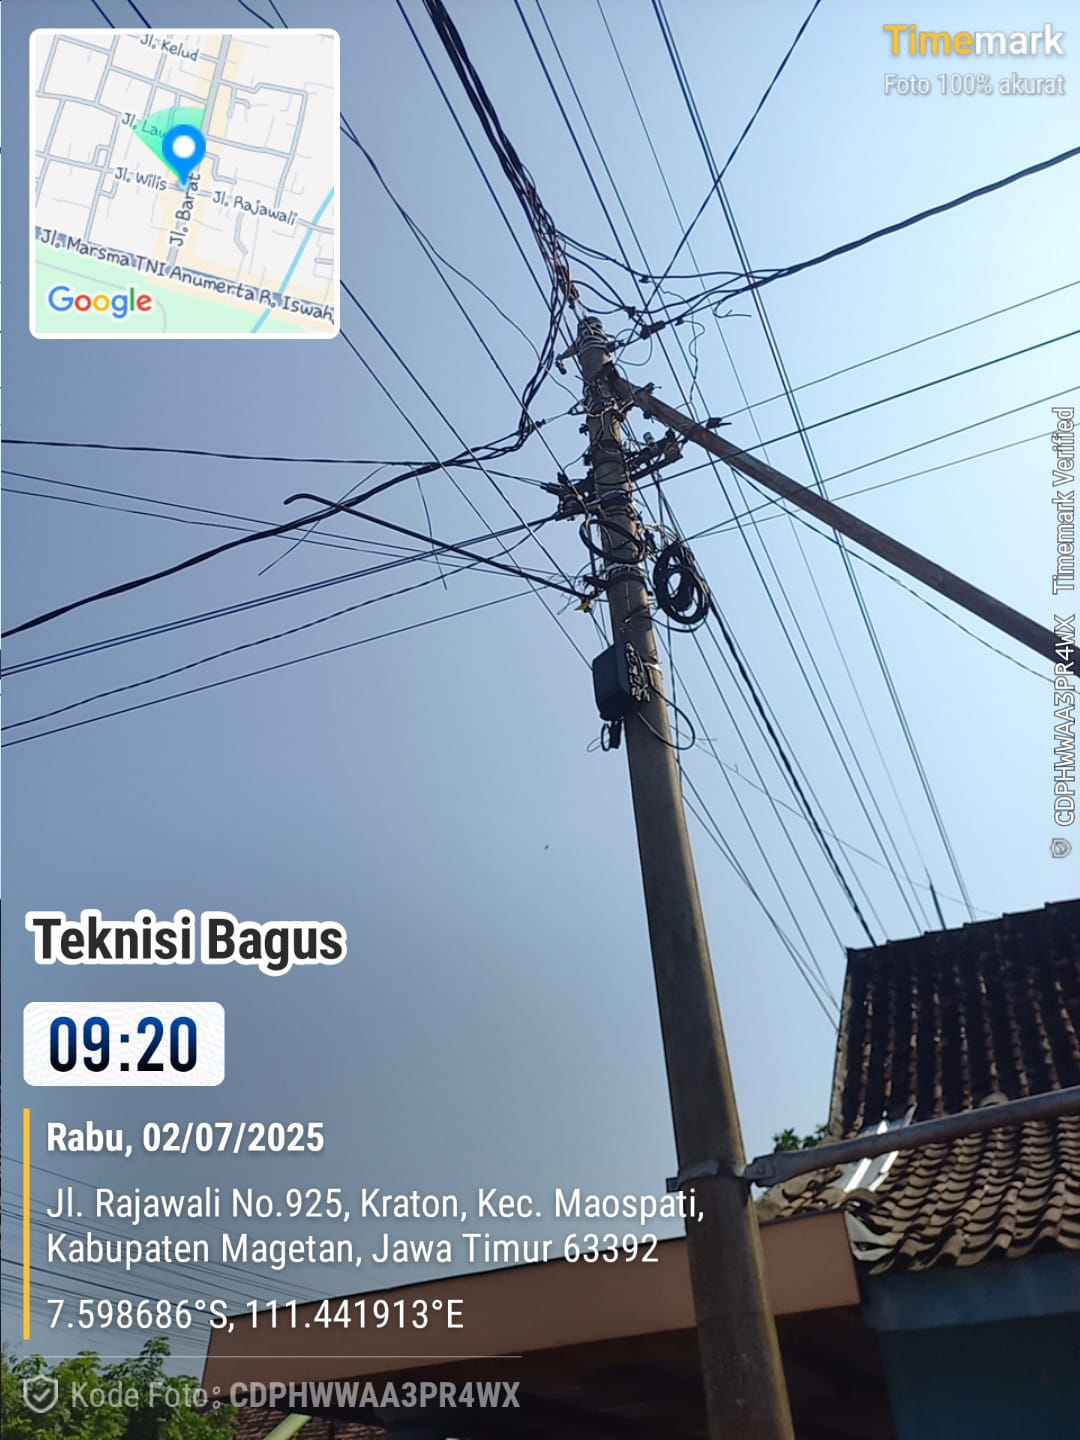 Jl. Kelud
Jl. Law
Jl. Wilis
Jl. Barat
Jl. Rajawali
Jl. Marsma TNI Anumerta R. Iswah
Google
Timemark
Foto 100% akurat
CDPHWWAA3PR4WX Timemark Verified
Teknisi Bagus
09:20
Rabu, 02/07/2025
Jl. Rajawali No.925, Kraton, Kec. Maospati,
Kabupaten Magetan, Jawa Timur 63392
7.598686°S, 111.441913°E
Kode Foto: CDPHWWAA3PR4WX